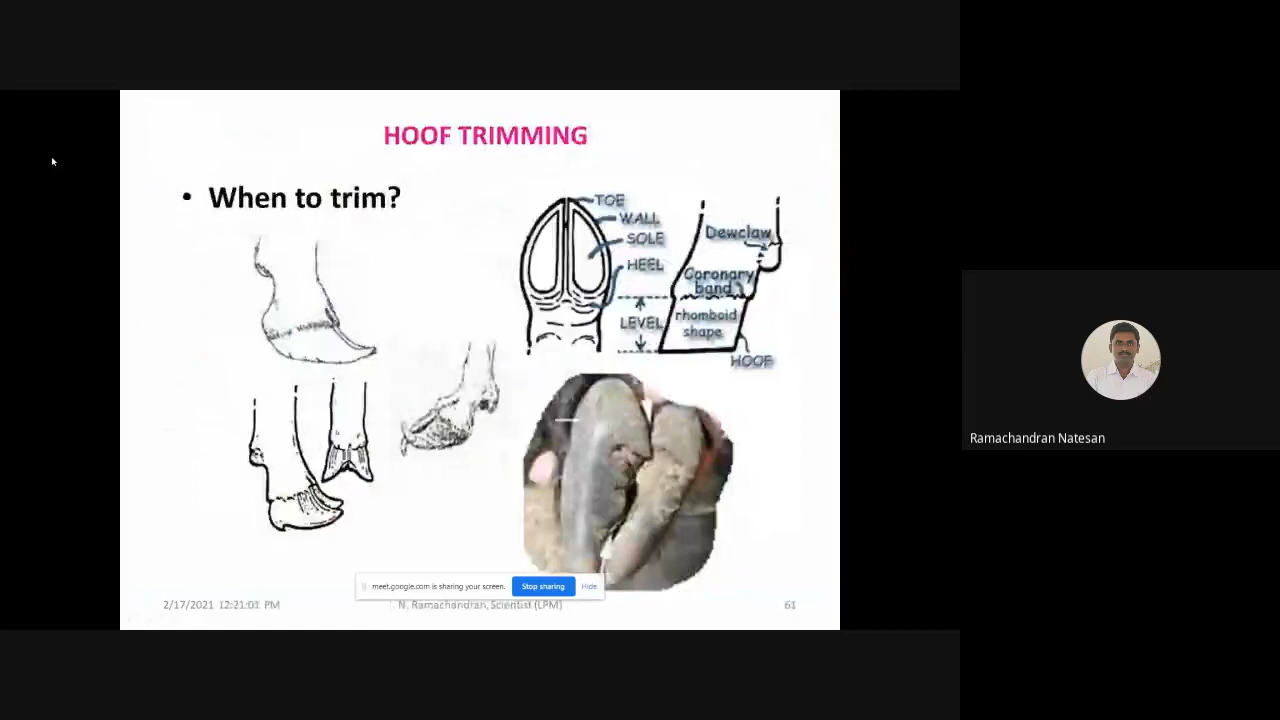 HOOF TRIMMING
• When to trim?
TOE
WALL
SOLE
HEEL
LEVEL
Dewclaw
Coronary
band
rhomboid
shape
HOOF
meet.google.com is sharing your screen. Stop sharing Hide
2/17/2021 12:21:01 PM N. Ramachandran, Scientist (LPM) 61
Ramachandran Natesan